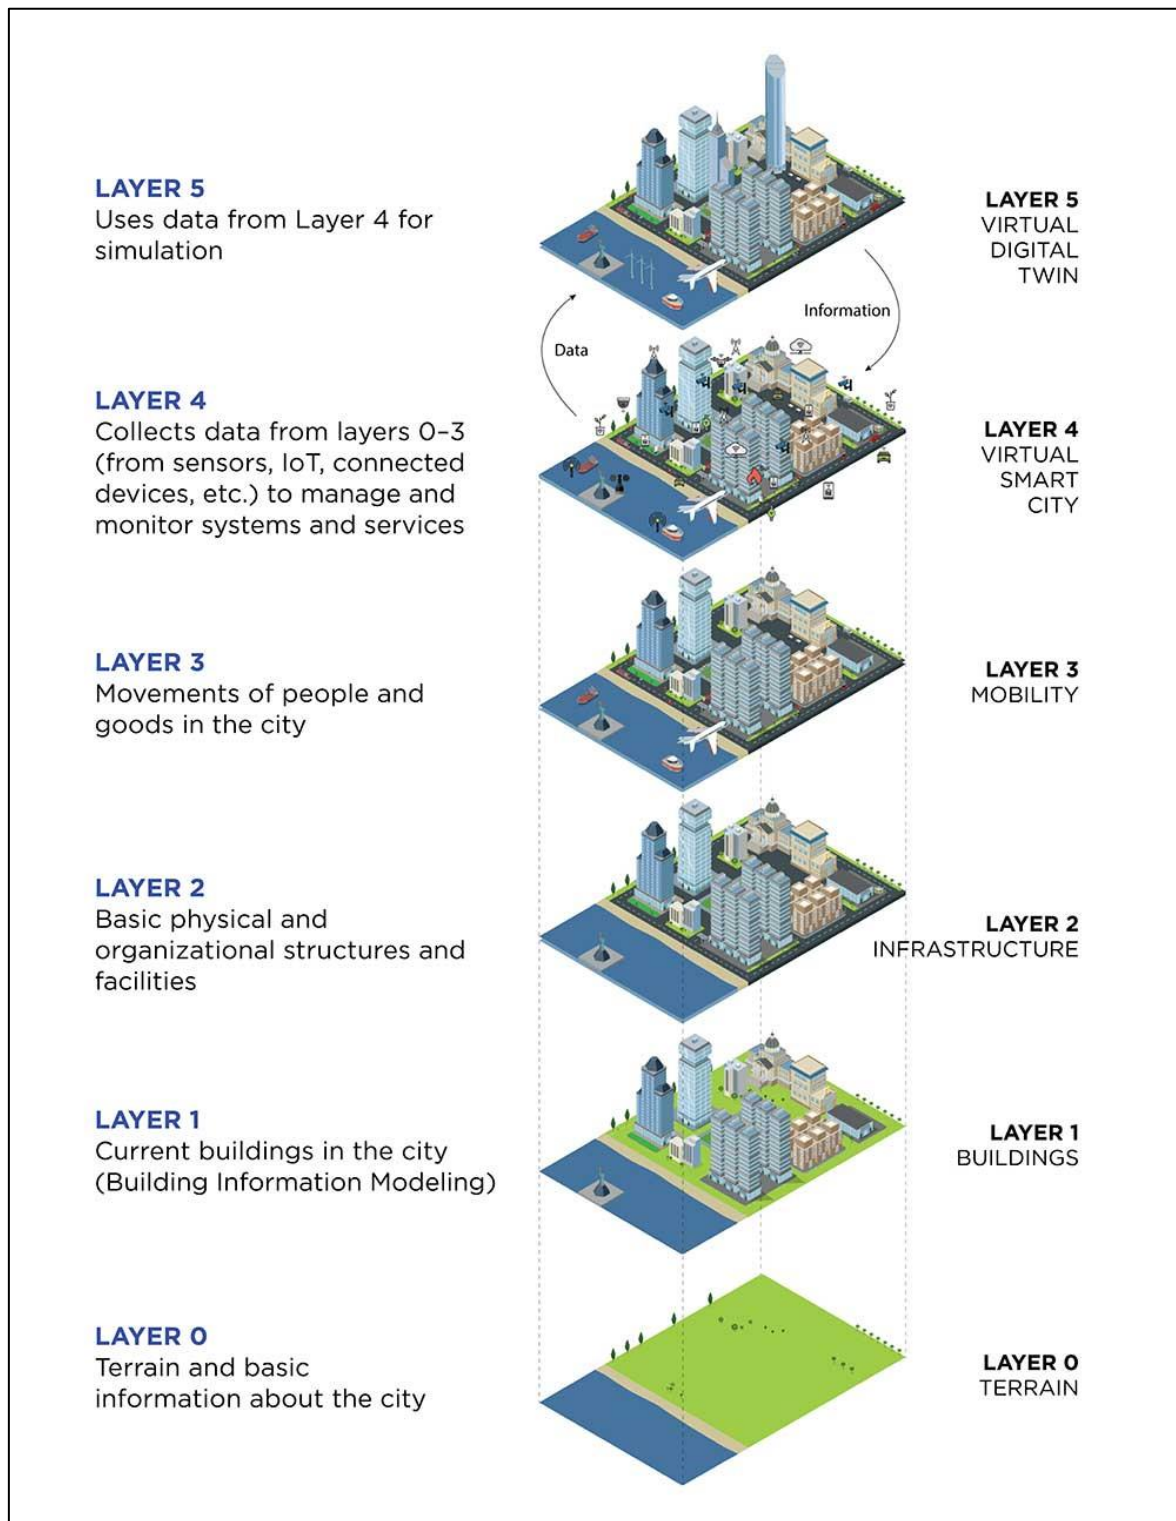 LAYER 5
Uses data from Layer 4 for
simulation
LAYER 5
VIRTUAL
DIGITAL
TWIN
Data
Information
LAYER 4
Collects data from layers 0–3
(from sensors, IoT, connected
devices, etc.) to manage and
monitor systems and services
LAYER 4
VIRTUAL
SMART
CITY
LAYER 3
Movements of people and
goods in the city
LAYER 3
MOBILITY
LAYER 2
Basic physical and
organizational structures and
facilities
LAYER 2
INFRASTRUCTURE
LAYER 1
Current buildings in the city
(Building Information Modeling)
LAYER 1
BUILDINGS
LAYER 0
Terrain and basic
information about the city
LAYER 0
TERRAIN